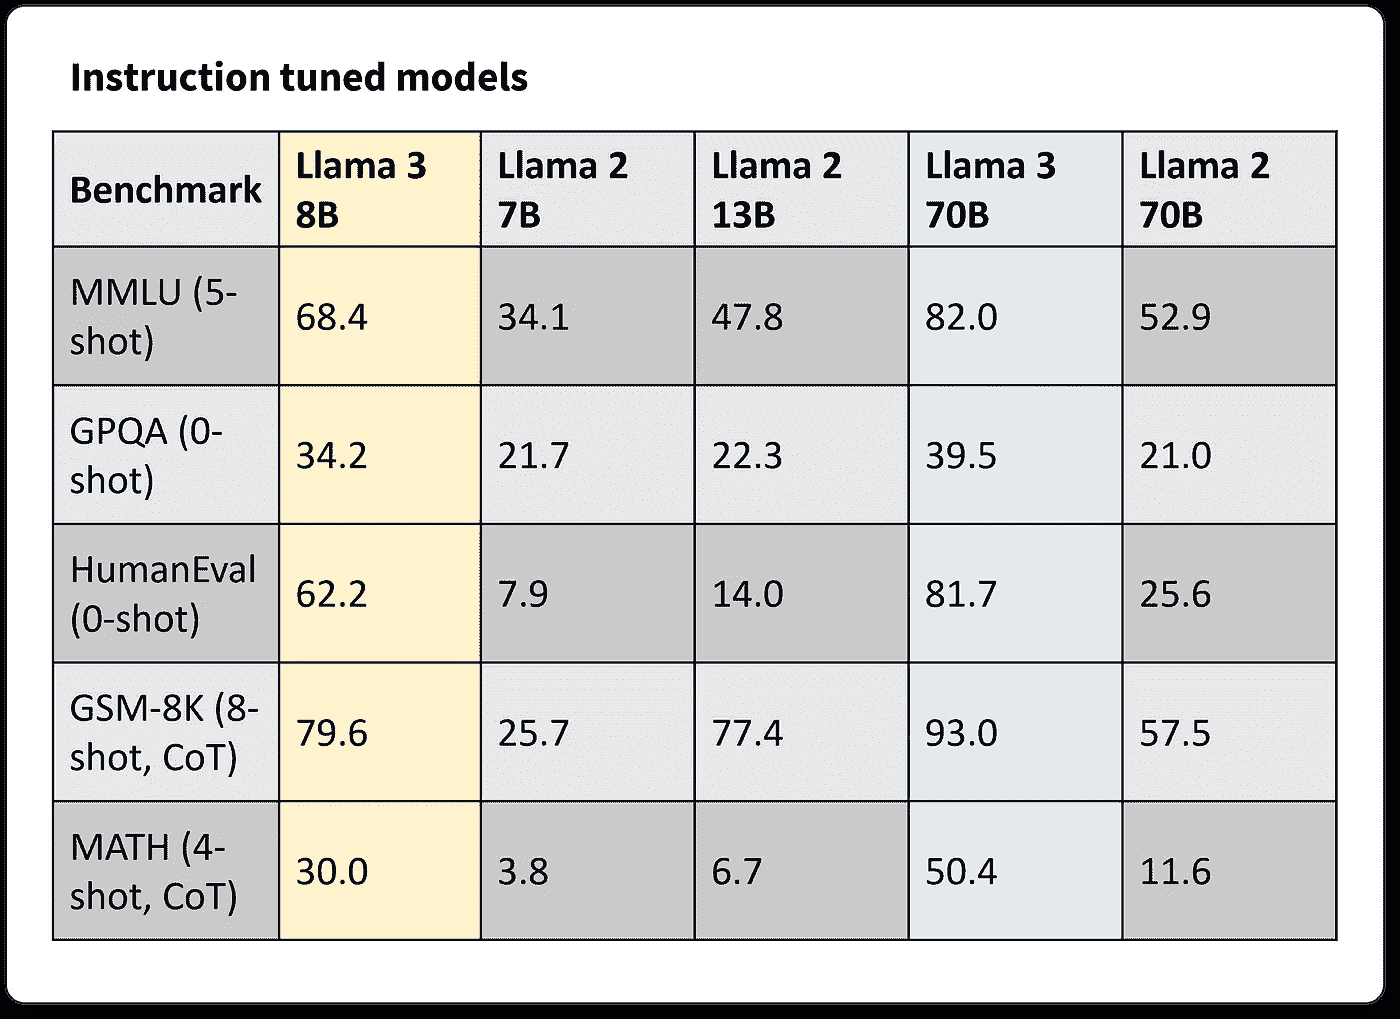 Instruction tuned models
Benchmark
Llama 3
8B
Llama 2
7B
Llama 2
13B
Llama 3
70B
Llama 2
70B
MMLU (5-
shot)
68.4
34.1
47.8
82.0
52.9
GPQA (0-
shot)
34.2
21.7
22.3
39.5
21.0
HumanEval
(0-shot)
62.2
7.9
14.0
81.7
25.6
GSM-8K (8-
shot, CoT)
79.6
25.7
77.4
93.0
57.5
MATH (4-
shot, CoT)
30.0
3.8
6.7
50.4
11.6